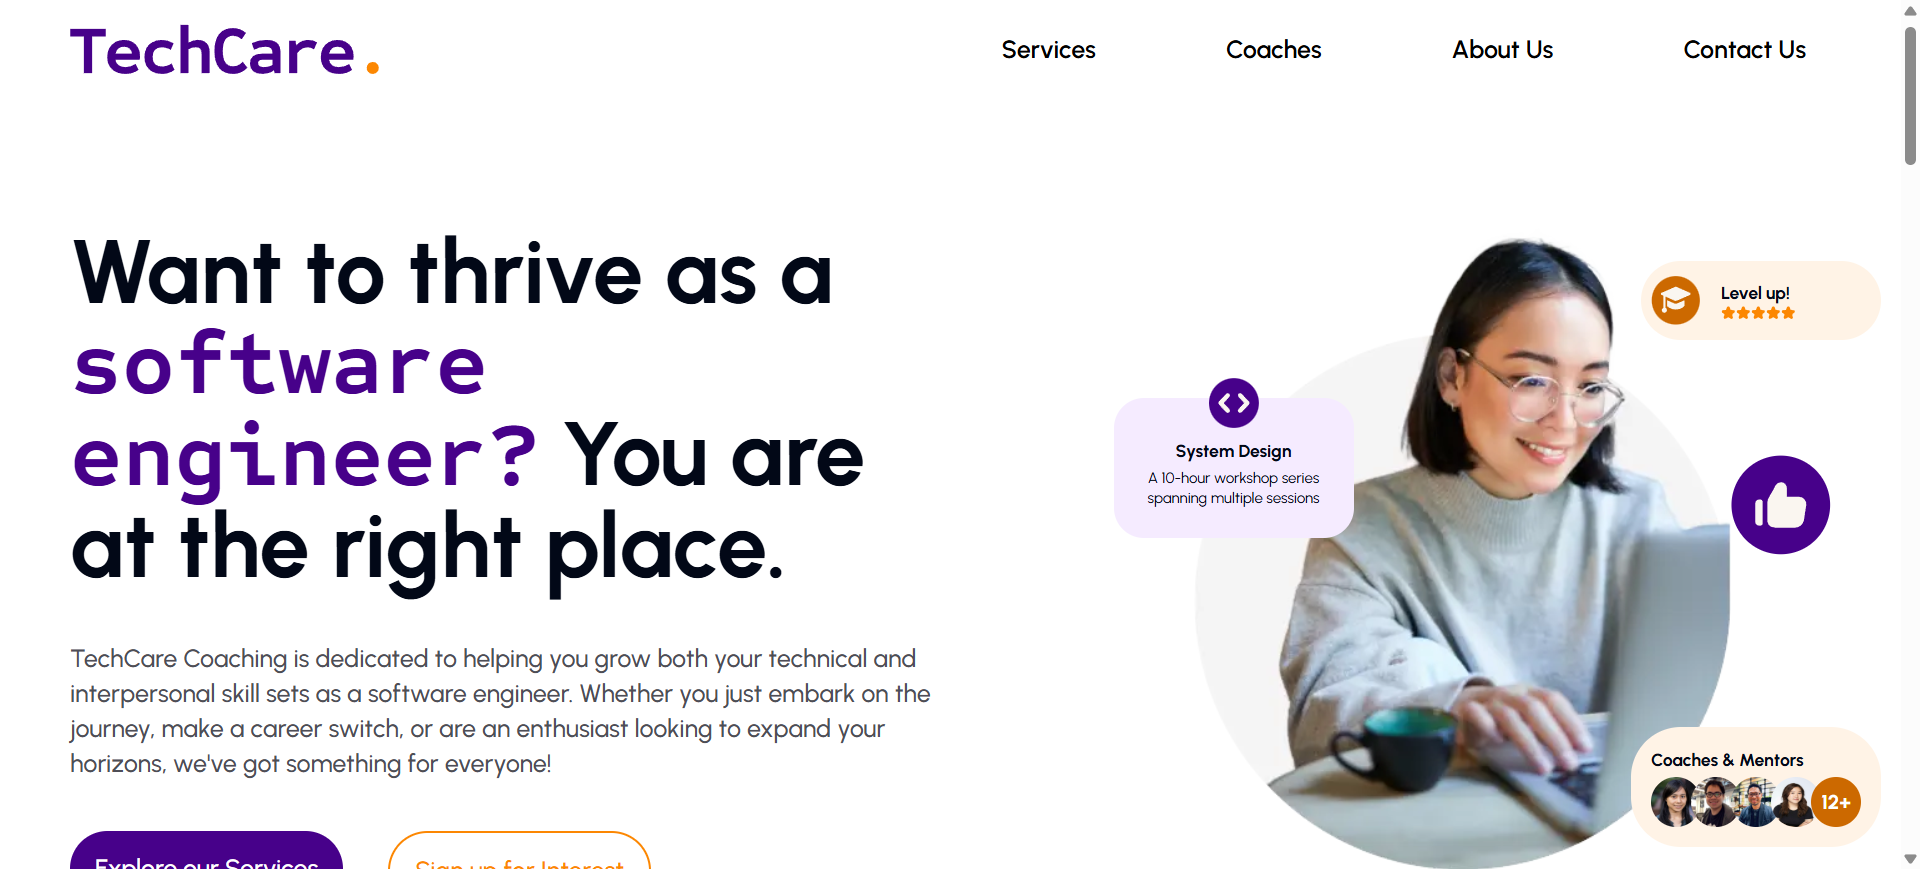 TechCare.
Services
Coaches
About Us
Contact Us
Want to thrive as a
software
engineer? You are
at the right place.
TechCare Coaching is dedicated to helping you grow both your technical and
interpersonal skill sets as a software engineer. Whether you just embark on the
journey, make a career switch, or are an enthusiast looking to expand your
horizons, we've got something for everyone!
Explore our Services
Sign up for Interest
Level up!
System Design
A 10-hour workshop series
spanning multiple sessions
Coaches & Mentors
12+